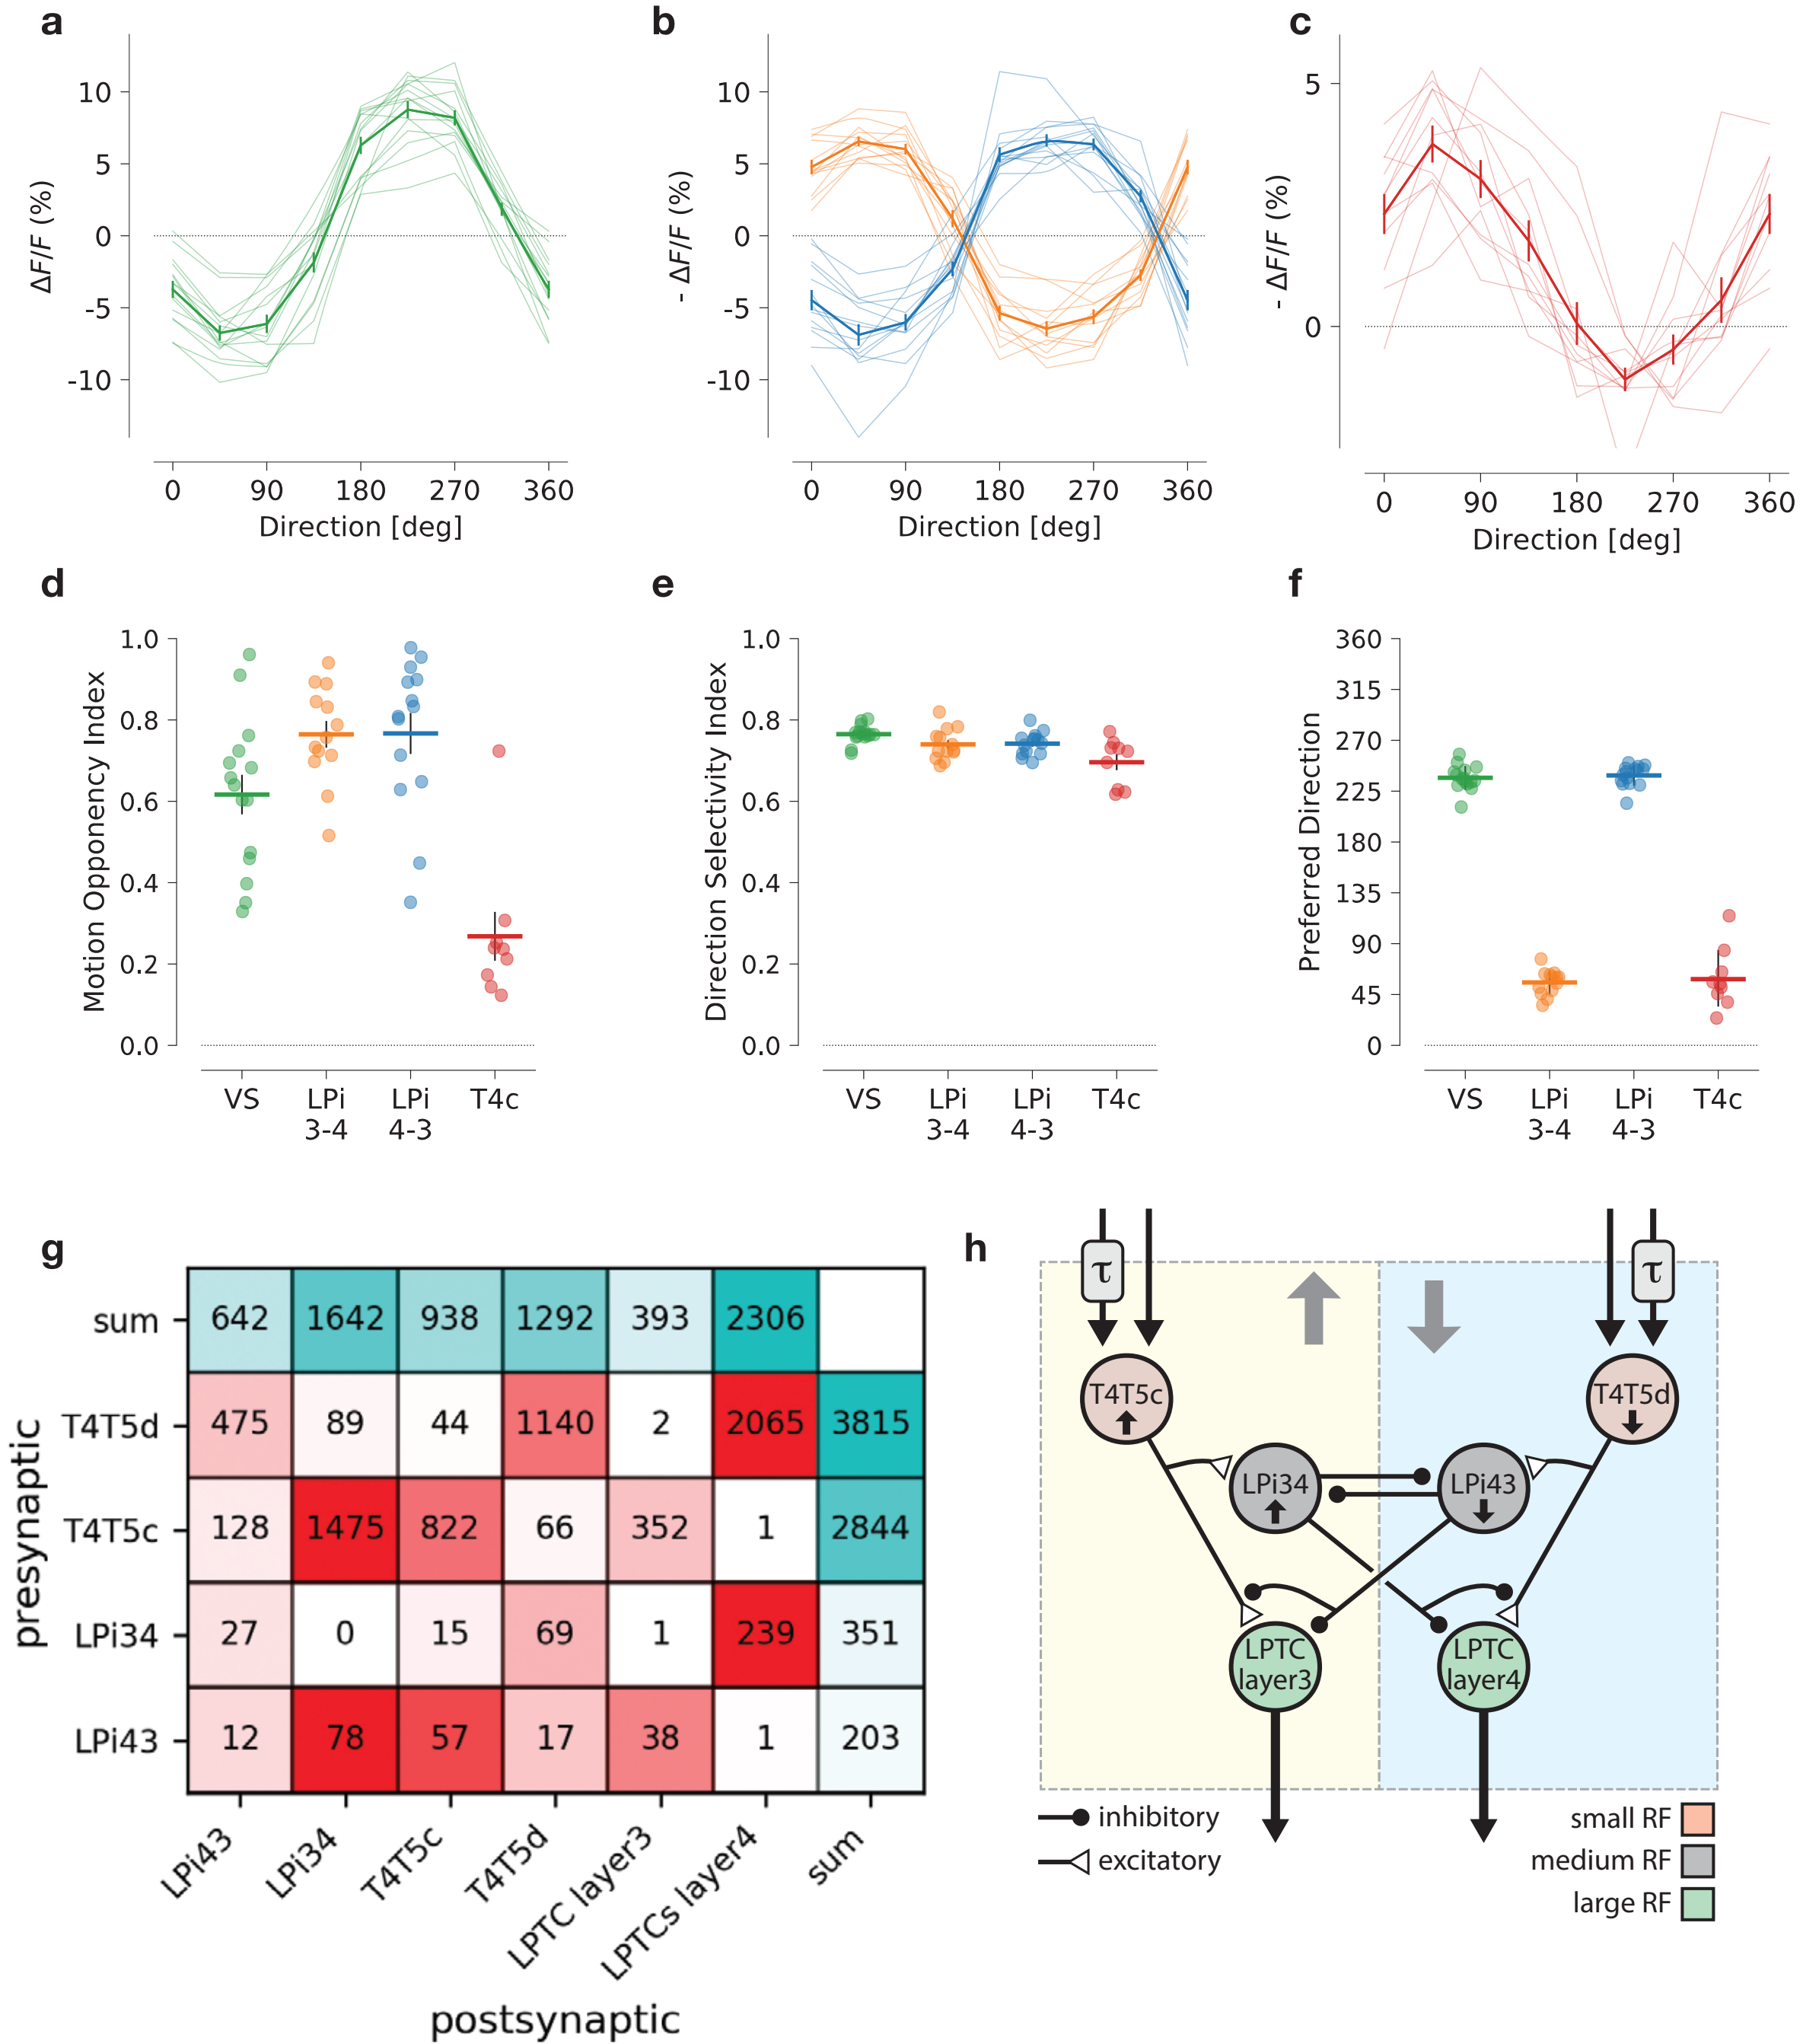 a
10
5
0
-5
-10
ΔF/F (%)
0 90 180 270 360
Direction [deg]
b
10
5
0
-5
-10
- ΔF/F (%)
0 90 180 270 360
Direction [deg]
c
5
0
- ΔF/F (%)
0 90 180 270 360
Direction [deg]
d
Motion Opponency Index
1.0
0.8
0.6
0.4
0.2
0.0
VS LPi LPi T4c
3-4 4-3
e
Direction Selectivity Index
1.0
0.8
0.6
0.4
0.2
0.0
VS LPi LPi T4c
3-4 4-3
f
Preferred Direction
360
315
270
225
180
135
90
45
0
VS LPi LPi T4c
3-4 4-3
g
presynaptic
sum 642 1642 938 1292 393 2306
T4T5d 475 89 44 1140 2 2065 3815
T4T5c 128 1475 822 66 352 1 2844
LPi34 27 0 15 69 1 239 351
LPi43 12 78 57 17 38 1 203
LPi43 LPi34 T4T5c T4T5d LPTC layer3 LPTCs layer4 sum
postsynaptic
h
τ τ
T4T5c T4T5d
LPi34 LPi43
LPTC LPTC
layer3 layer4
inhibitory
excitatory
small RF
medium RF
large RF